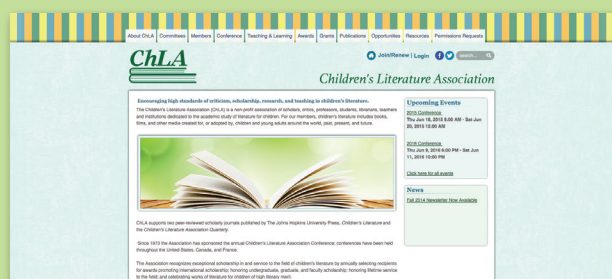 About ChLA Committees Members Conference Teaching & Learning Awards Grants Publications Opportunities Resources Permissions Requests
ChLA
Join/Renew | Login
search...
Children's Literature Association
Encouraging high standards of criticism, scholarship, research, and teaching in children's literature.
The Children's Literature Association (ChLA) is a non-profit association of scholars, critics, professors, students, librarians, teachers
and institutions dedicated to the academic study of literature for children. For our members, children's literature includes books,
films, and other media created for, or adopted by, children and young adults around the world, past, present, and future.
ChLA supports two peer-reviewed scholarly journals published by The Johns Hopkins University Press, Children's Literature and
the Children's Literature Association Quarterly.
Since 1973 the Association has sponsored the annual Children's Literature Association Conference; conferences have been held
throughout the United States, Canada, and France.
The Association recognizes exceptional scholarship in and service to the field of children's literature by annually selecting recipients
for awards promoting international scholarship; honoring undergraduate, graduate, and faculty scholarship; honoring lifetime service
to the field; and celebrating works of literature for children of high literary merit.
Upcoming Events
2015 Conference
Thu Jun 18, 2015 9:00 AM - Sat Jun
20, 2015 12:00 AM
2016 Conference
Thu Jun 9, 2016 6:00 PM - Sat Jun
11, 2016 10:00 PM
Click here for all events
News
Fall 2014 Newsletter Now Available